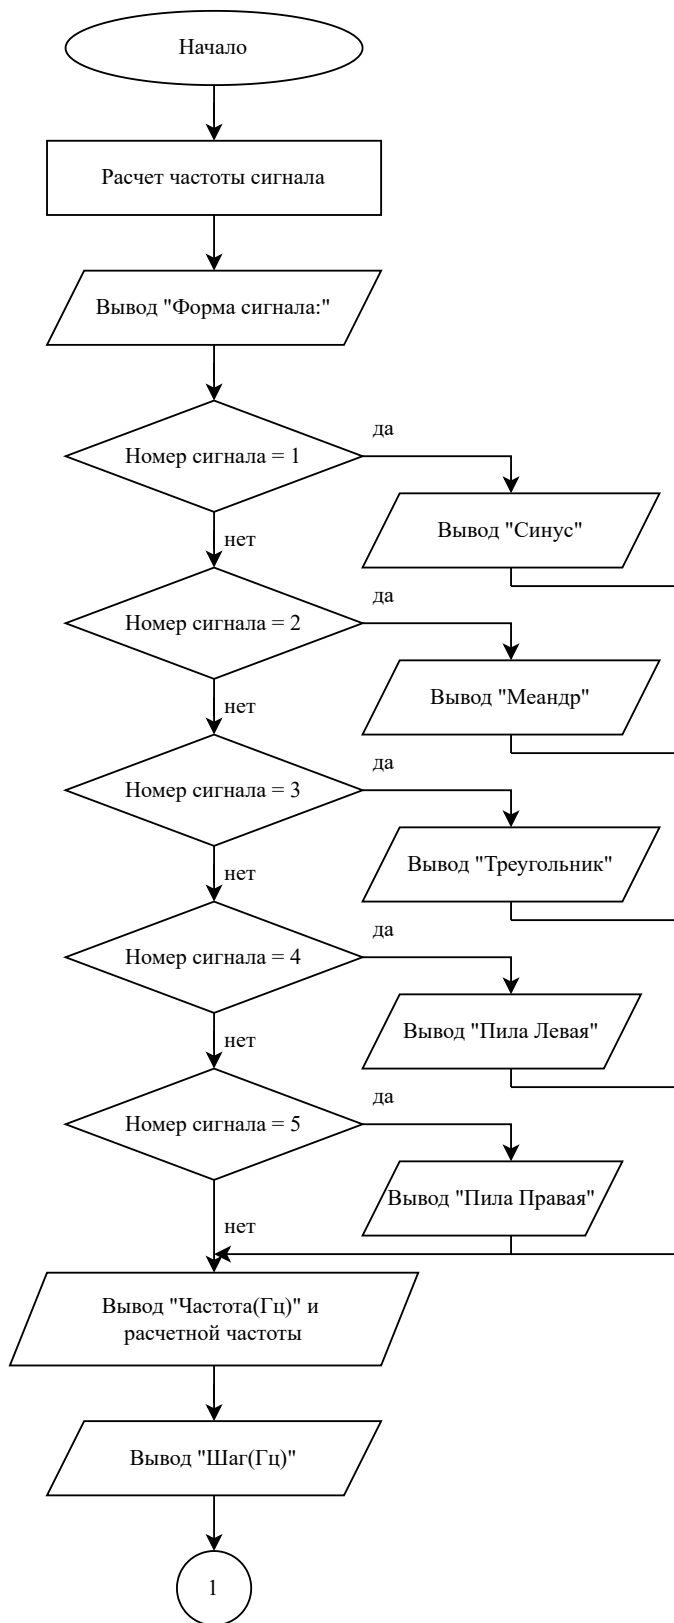 Начало
Расчет частоты сигнала
Вывод "Форма сигнала:"
да
Номер сигнала = 1
Вывод "Синус"
нет
да
Номер сигнала = 2
Вывод "Меандр"
нет
да
Номер сигнала = 3
Вывод "Треугольник"
нет
да
Номер сигнала = 4
Вывод "Пила Левая"
нет
да
Номер сигнала = 5
Вывод "Пила Правая"
нет
Вывод "Частота(Гц)" и
расчетной частоты
Вывод "Шаг(Гц)"
1